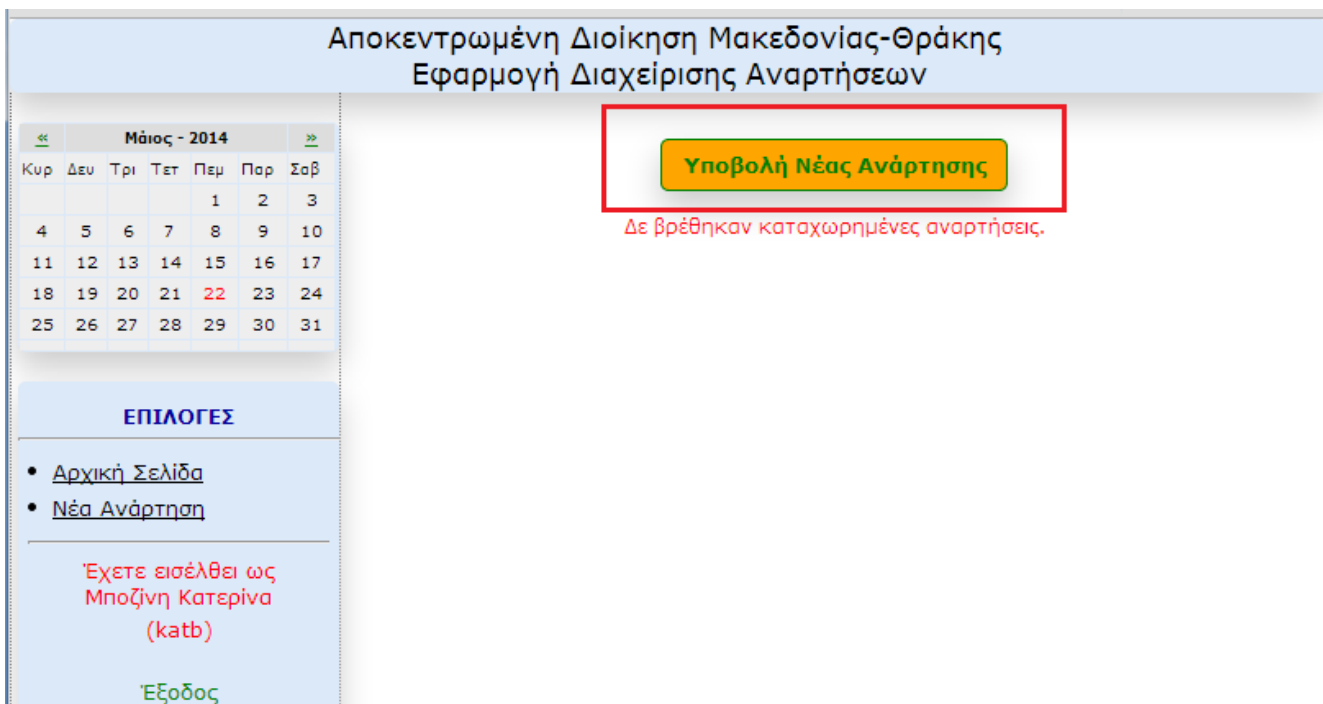 Αποκεντρωμένη Διοίκηση Μακεδονίας-Θράκης
Εφαρμογή Διαχείρισης Αναρτήσεων
« Μάιος - 2014 »
Κυρ Δευ Τρι Τετ Πεμ Παρ Σαβ
1 2 3
4 5 6 7 8 9 10
11 12 13 14 15 16 17
18 19 20 21 22 23 24
25 26 27 28 29 30 31
ΕΠΙΛΟΓΕΣ
• Αρχική Σελίδα
• Νέα Ανάρτηση
Έχετε εισέλθει ως
Μποζίνη Κατερίνα
(katb)
Έξοδος
Υποβολή Νέας Ανάρτησης
Δε βρέθηκαν καταχωρημένες αναρτήσεις.